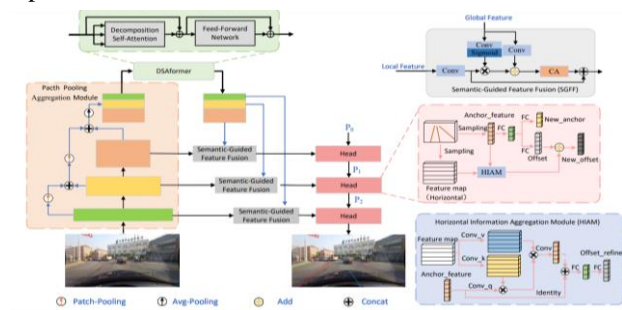 Decomposition
Self-Attention
Feed-Forward
Network
DSAformer
Pacth Pooling
Aggregation Module
Semantic-Guided
Feature Fusion
Semantic-Guided
Feature Fusion
Semantic-Guided
Feature Fusion
P0
Head
P1
Head
P2
Head
Patch-Pooling
Avg-Pooling
Add
Concat
Global Feature
Conv
Sigmoid
Conv
Local Feature
Conv
CA
Semantic-Guided Feature Fusion (SGFF)
Anchor_feature
Sampling
FC
FC
New_anchor
Sampling
FC
Offset
New_offset
HIAM
Feature map
(Horizontal)
Horizontal Information Aggregation Module (HIAM)
Conv_v
Feature map
Conv
Conv_k
Offset_refine
Anchor_feature
FC
FC
Conv_q
Identity